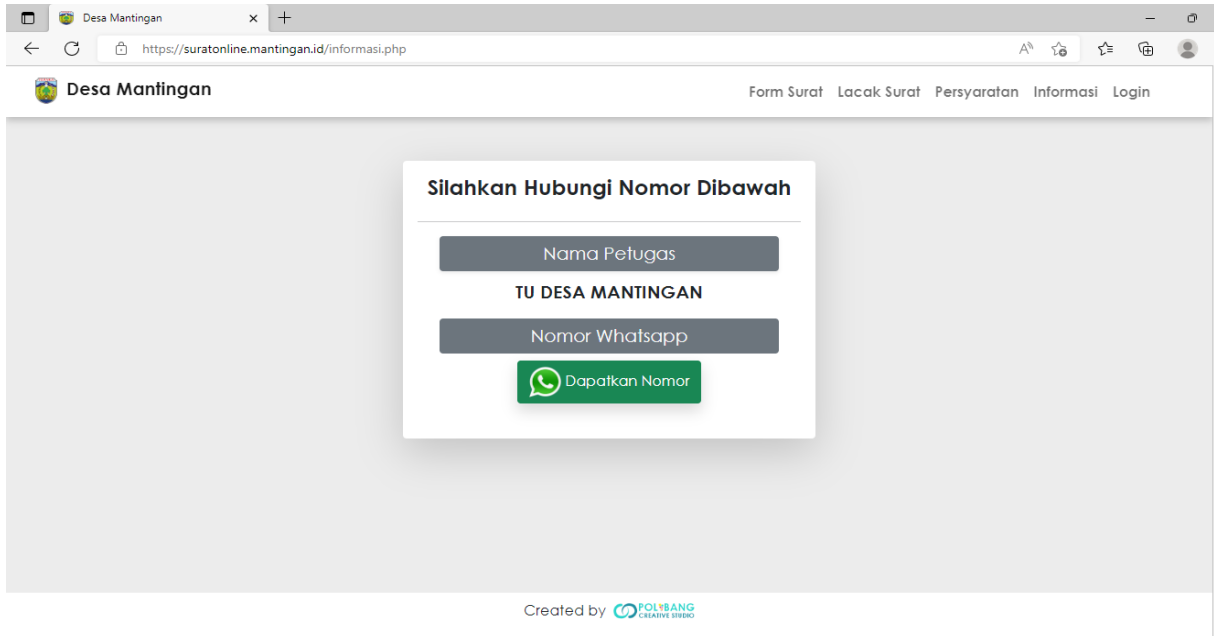 Desa Mantingan
https://suratonline.mantingan.id/informasi.php
Desa Mantingan
Form Surat Lacak Surat Persyaratan Informasi Login
Silahkan Hubungi Nomor Dibawah
Nama Petugas
TU DESA MANTINGAN
Nomor Whatsapp
Dapatkan Nomor
Created by POLYBANG
CREATIVE STUDIO